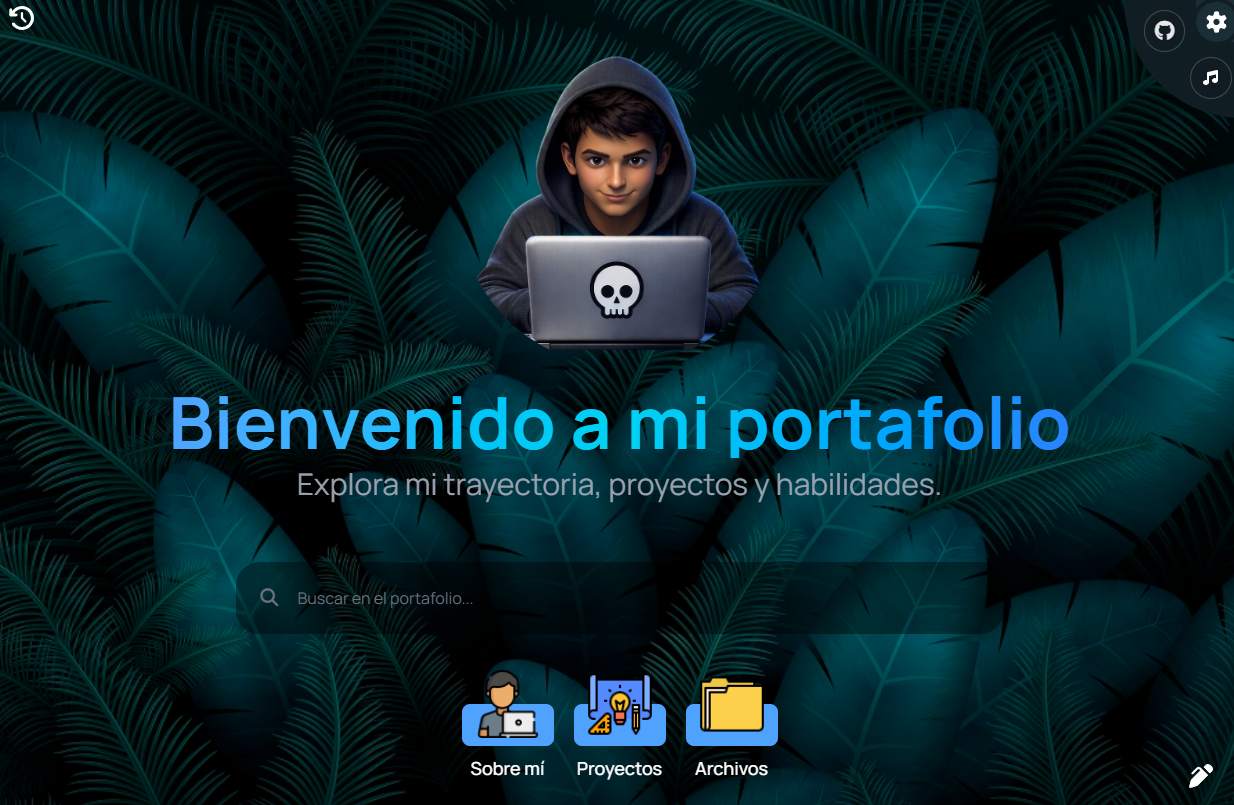 Bienvenido a mi portafolio
Explora mi trayectoria, proyectos y habilidades.
Buscar en el portafolio...
Sobre mí
Proyectos
Archivos